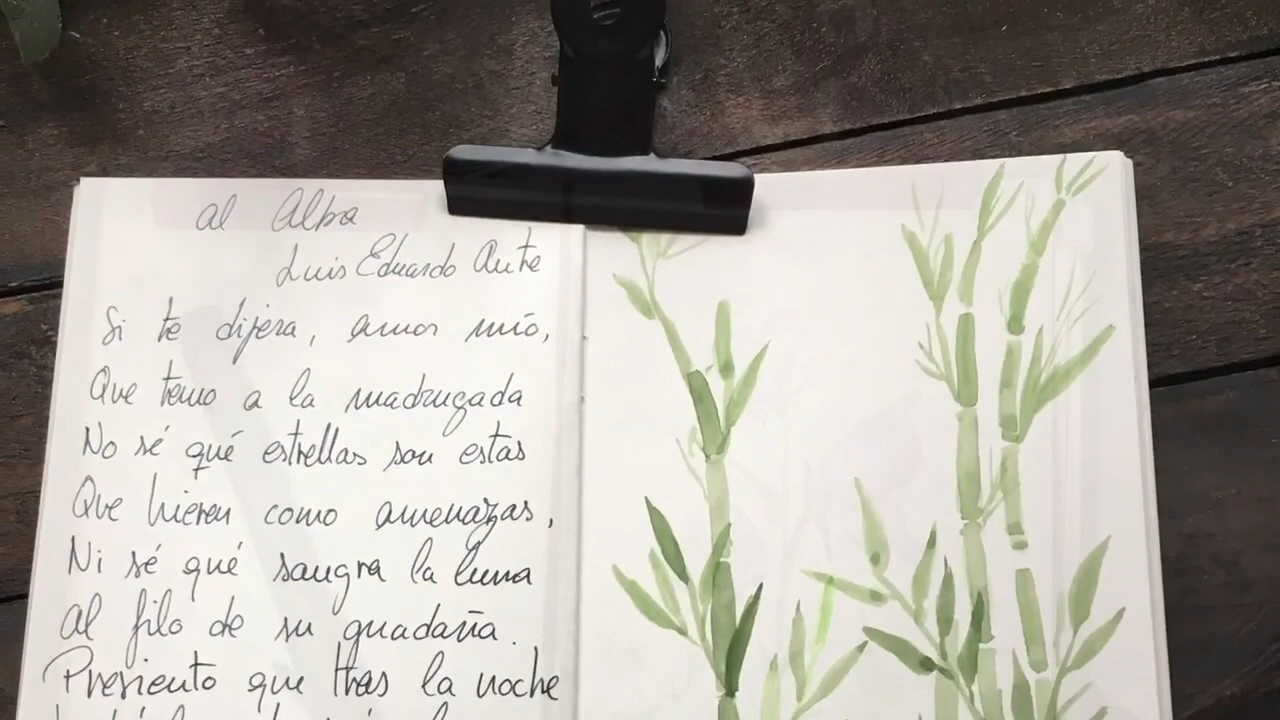 al Alba
Luis Eduardo Aute
Si te dijera, amor mío,
Que temo a la madrugada
No sé qué estrellas son estas
Que hieren como amenazas,
Ni sé qué sangra la luna
al filo de su guadaña.
Presiento que tras la noche